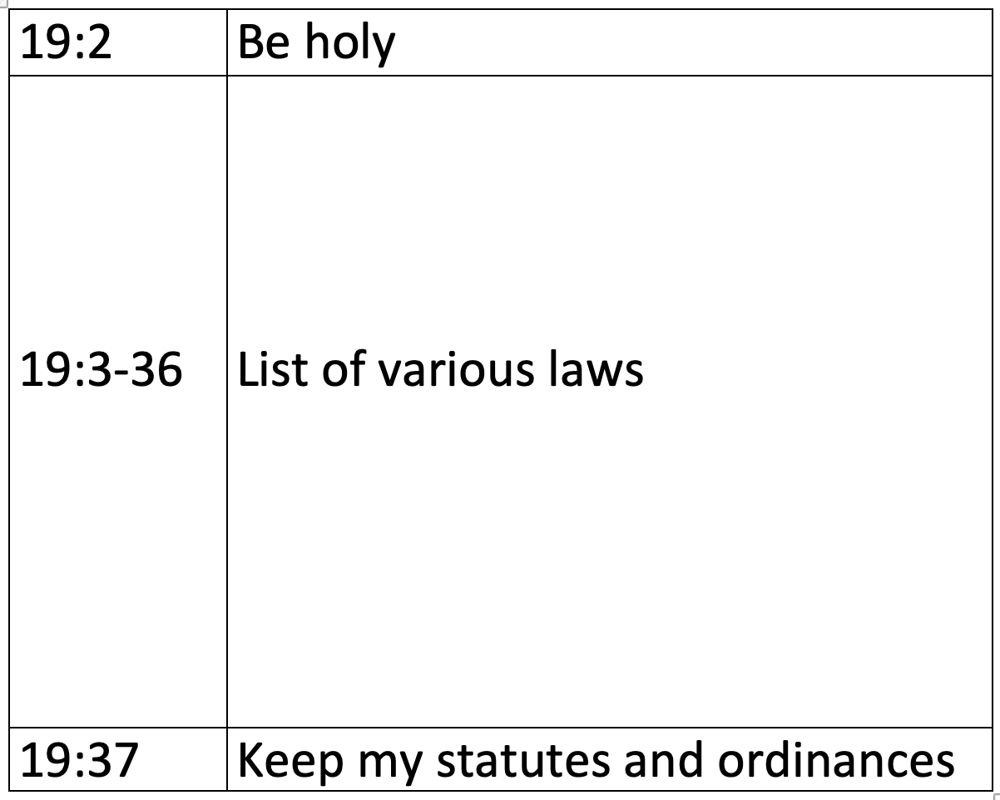 19:2 Be holy
19:3-36 List of various laws
19:37 Keep my statutes and ordinances